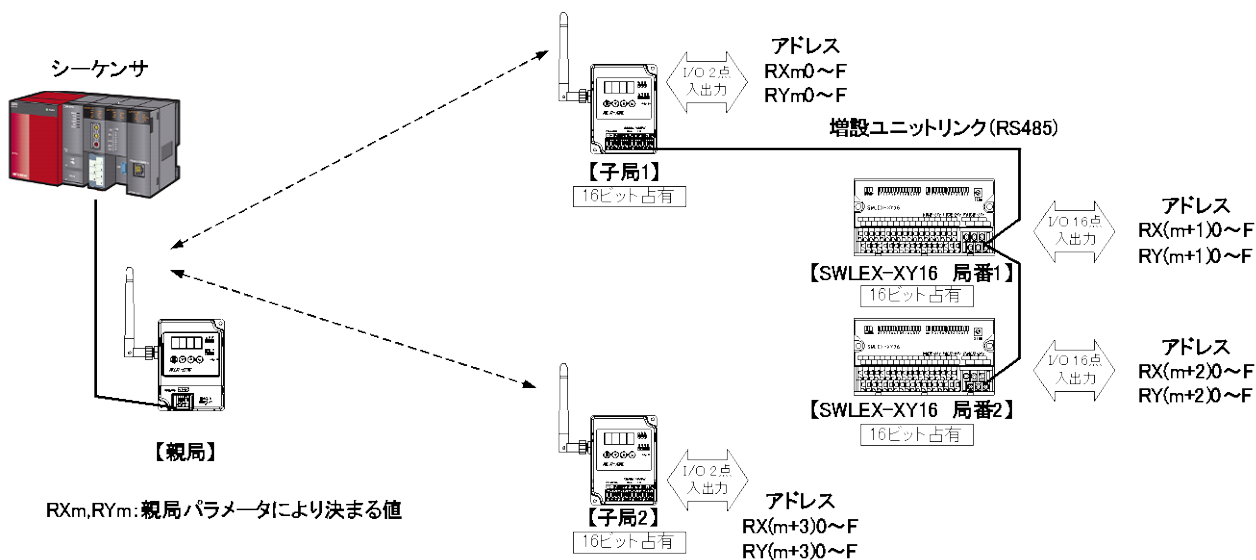 シーケンサ
I/O 2点
入出力
アドレス
RXm0～F
RYm0～F
増設ユニットリンク(RS485)
【子局1】
16ビット占有
SWLEX-XY16
I/O 16点
入出力
アドレス
RX(m+1)0～F
RY(m+1)0～F
【SWLEX-XY16 局番1】
16ビット占有
I/O 16点
入出力
アドレス
RX(m+2)0～F
RY(m+2)0～F
【SWLEX-XY16 局番2】
16ビット占有
【親局】
I/O 2点
入出力
アドレス
RX(m+3)0～F
RY(m+3)0～F
【子局2】
16ビット占有
RXm,RYm:親局パラメータにより決まる値